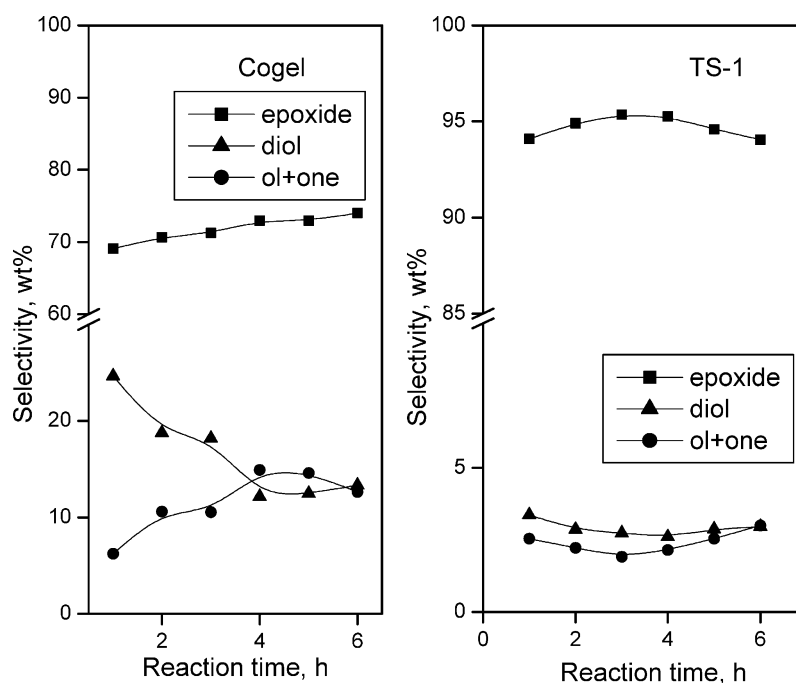 Cogel
epoxide
diol
ol+one
Selectivity, wt%
100
90
80
70
60
20
10
0
2
4
6
Reaction time, h
TS-1
epoxide
diol
ol+one
Selectivity, wt%
100
95
90
85
5
0
0
2
4
6
Reaction time, h